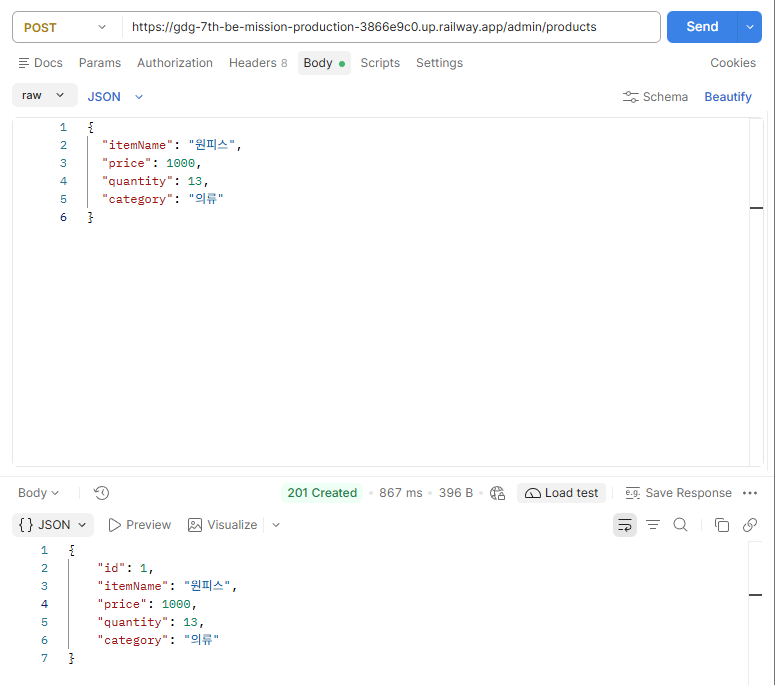 POST https://gdg-7th-be-mission-production-3866e9c0.up.railway.app/admin/products Send
Docs Params Authorization Headers 8 Body Scripts Settings Cookies
raw JSON Schema Beautify
1 {
2 "itemName": "원피스",
3 "price": 1000,
4 "quantity": 13,
5 "category": "의류"
6 }
Body 201 Created • 867 ms • 396 B • Load test e.g. Save Response
{} JSON Preview Visualize
1 {
2 "id": 1,
3 "itemName": "원피스",
4 "price": 1000,
5 "quantity": 13,
6 "category": "의류"
7 }